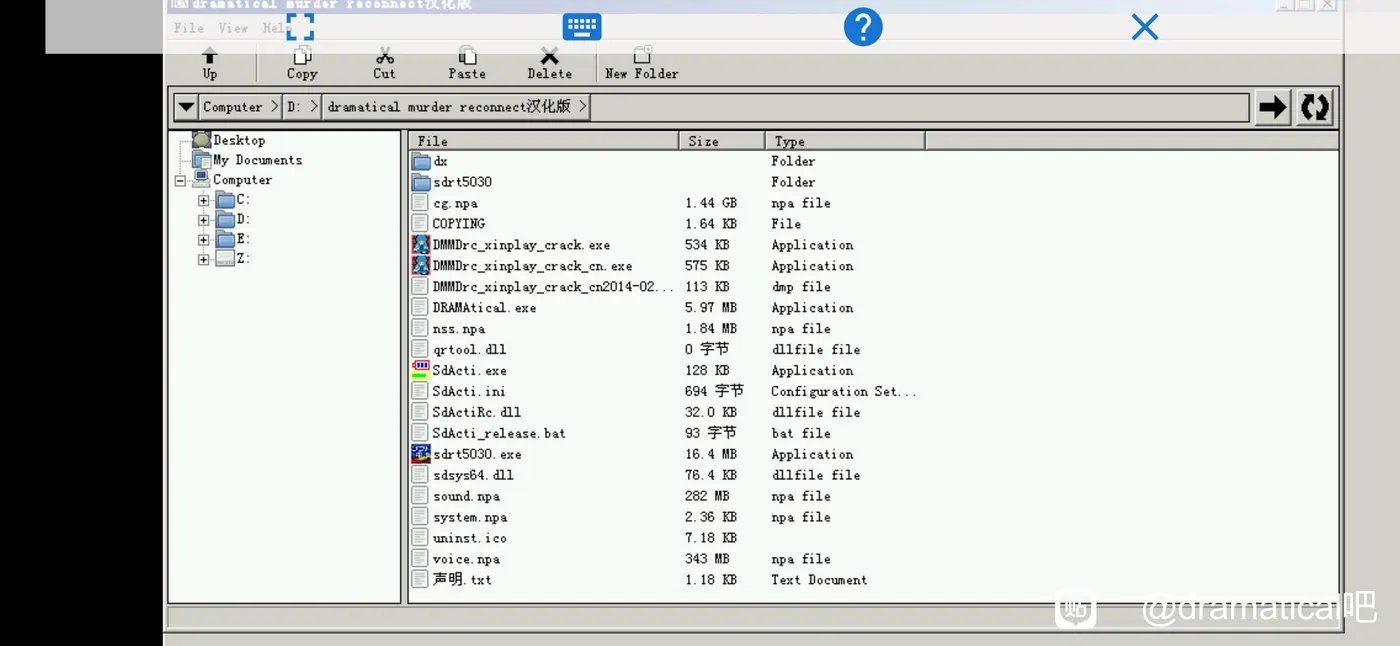 dramatical murder reconnect汉化版
File View Help
?
Up Copy Cut Paste Delete New Folder
Computer > D: > dramatical murder reconnect汉化版 >
Desktop
My Documents
Computer
C:
D:
E:
Z:
File Size Type
dx Folder
sdrt5030 Folder
cg.npa 1.44 GB npa file
COPYING 1.64 KB File
DMMDrc_xinplay_crack.exe 534 KB Application
DMMDrc_xinplay_crack_cn.exe 575 KB Application
DMMDrc_xinplay_crack_cn2014-02... 113 KB dmp file
DRAMAtical.exe 5.97 MB Application
nss.npa 1.84 MB npa file
qrtool.dll 0 字节 dllfile file
SdActi.exe 128 KB Application
SdActi.ini 694 字节 Configuration Set...
SdActiRc.dll 32.0 KB dllfile file
SdActi_release.bat 93 字节 bat file
sdrt5030.exe 16.4 MB Application
sdsys64.dll 76.4 KB dllfile file
sound.npa 282 MB npa file
system.npa 2.36 KB npa file
uninst.ico 7.18 KB
voice.npa 343 MB npa file
声明.txt 1.18 KB Text Document
贴 @dramatical吧